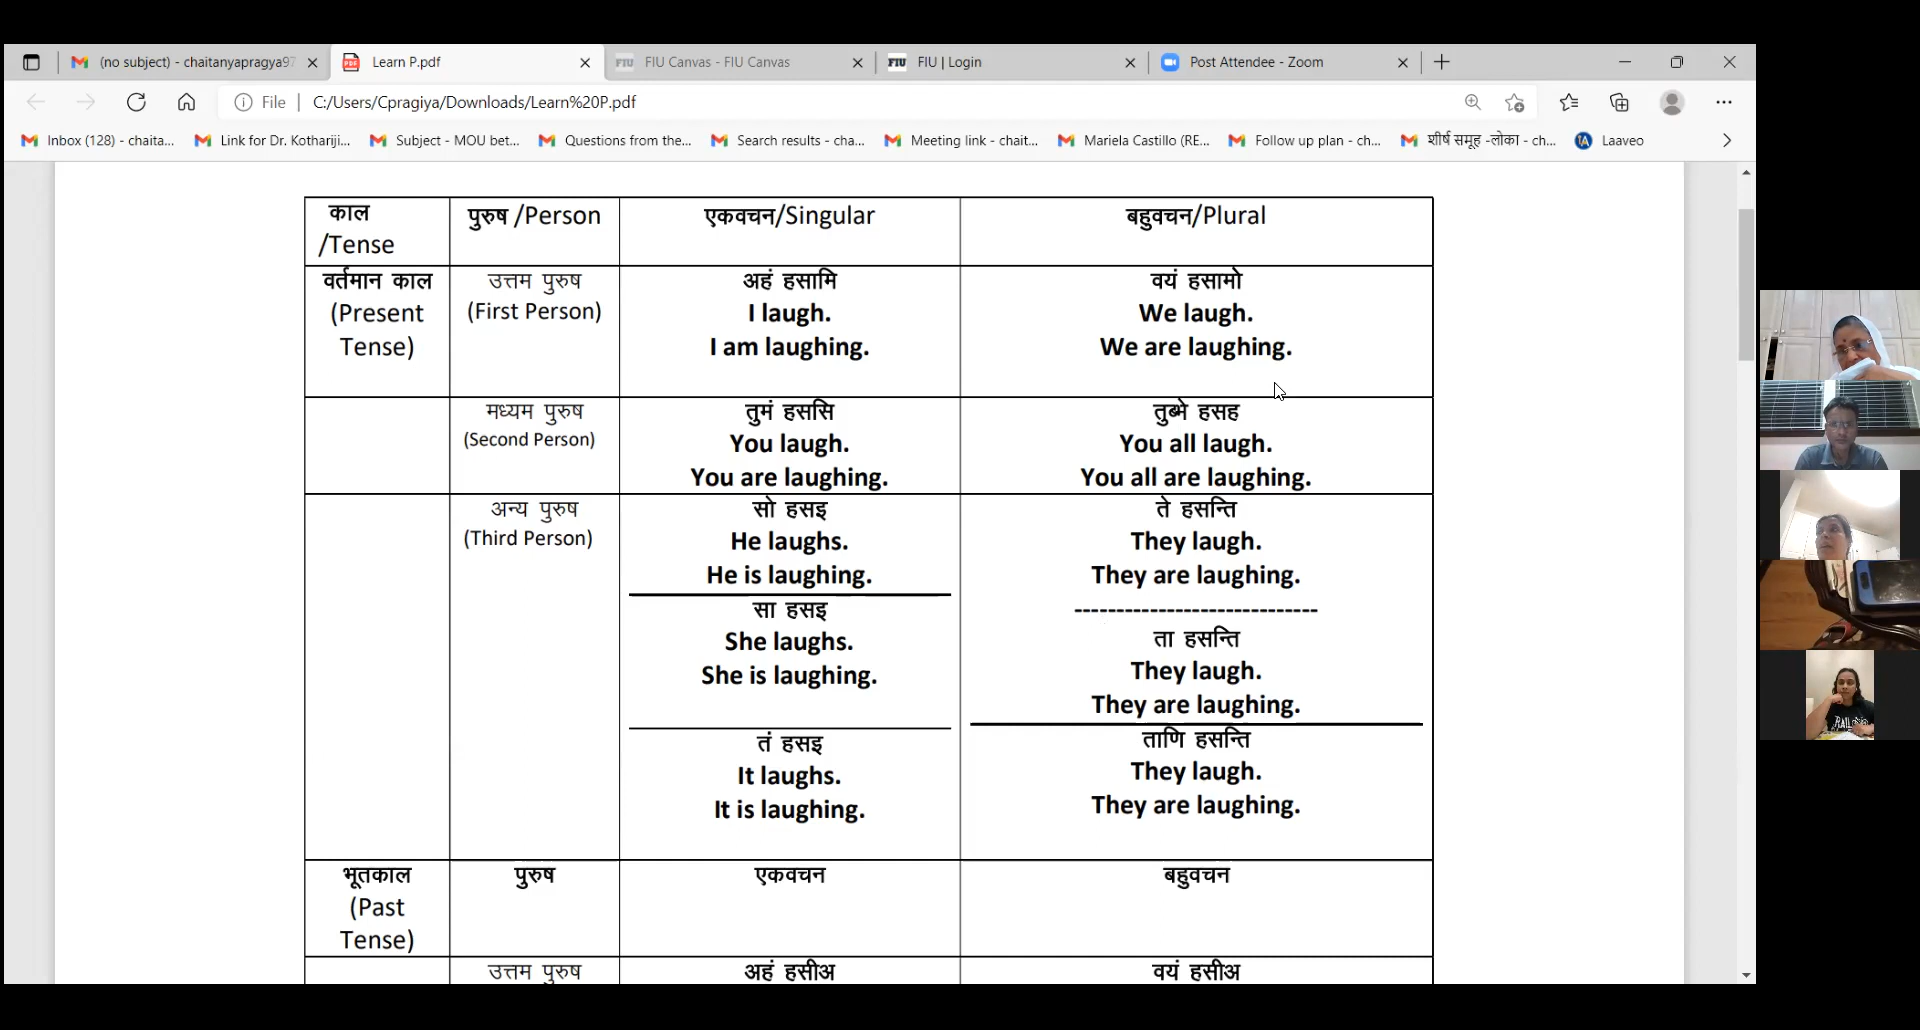 (no subject) - chaitanyapragya97
Learn P.pdf
FIU Canvas - FIU Canvas
FIU | Login
Post Attendee - Zoom
File
C:/Users/Cpragiya/Downloads/Learn%20P.pdf
Inbox (128) - chaita...
Link for Dr. Kothariji...
Subject - MOU bet...
Questions from the...
Search results - cha...
Meeting link - chait...
Mariela Castillo (RE...
Follow up plan - ch...
शीर्ष समूह -लोका - ch...
Laaveo
काल
/Tense
पुरुष /Person
एकवचन/Singular
बहुवचन/Plural
वर्तमान काल
(Present
Tense)
उत्तम पुरुष
(First Person)
अहं हसामि
I laugh.
I am laughing.
वयं हसामो
We laugh.
We are laughing.
मध्यम पुरुष
(Second Person)
तुमं हससि
You laugh.
You are laughing.
तुब्भे हसह
You all laugh.
You all are laughing.
अन्य पुरुष
(Third Person)
सो हसइ
He laughs.
He is laughing.
सा हसइ
She laughs.
She is laughing.
तं हसइ
It laughs.
It is laughing.
ते हसन्ति
They laugh.
They are laughing.
-----------------------------
ता हसन्ति
They laugh.
They are laughing.
ताणि हसन्ति
They laugh.
They are laughing.
भूतकाल
(Past
Tense)
पुरुष
एकवचन
बहुवचन
उत्तम पुरुष
अहं हसीअ
वयं हसीअ